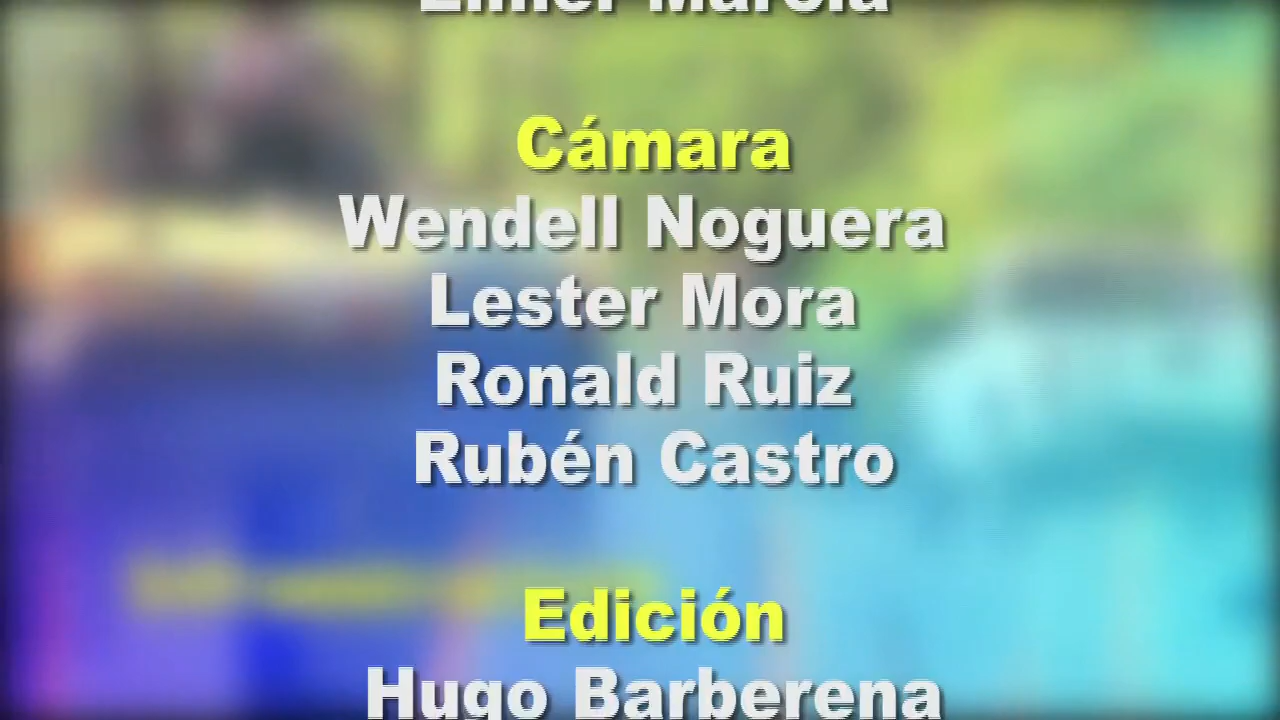 Cámara
Wendell Noguera
Lester Mora
Ronald Ruiz
Rubén Castro
Edición
Hugo Barberena